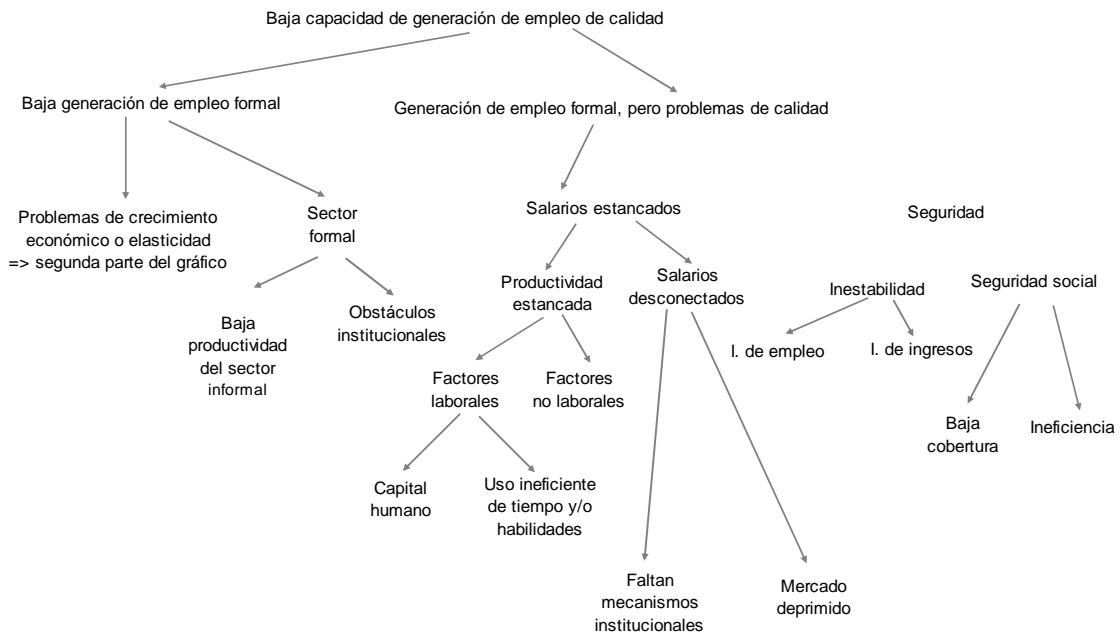 Baja capacidad de generación de empleo de calidad
Baja generación de empleo formal
Generación de empleo formal, pero problemas de calidad
Problemas de crecimiento
económico o elasticidad
=> segunda parte del gráfico
Sector
formal
Salarios estancados
Seguridad
Baja
productividad
del sector
informal
Obstáculos
institucionales
Productividad
estancada
Salarios
desconectados
Inestabilidad
Seguridad social
I. de empleo
I. de ingresos
Factores
laborales
Factores
no laborales
Baja
cobertura
Ineficiencia
Capital
humano
Uso ineficiente
de tiempo y/o
habilidades
Faltan
mecanismos
institucionales
Mercado
deprimido